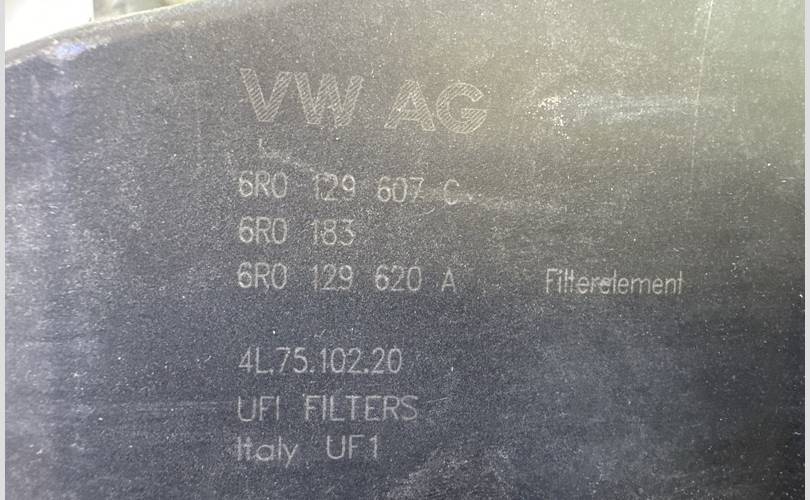 VW AG
6R0 129 607 C
6R0 183
6R0 129 620 A Filterelement
4L.75.102.20
UFI FILTERS
Italy UF1